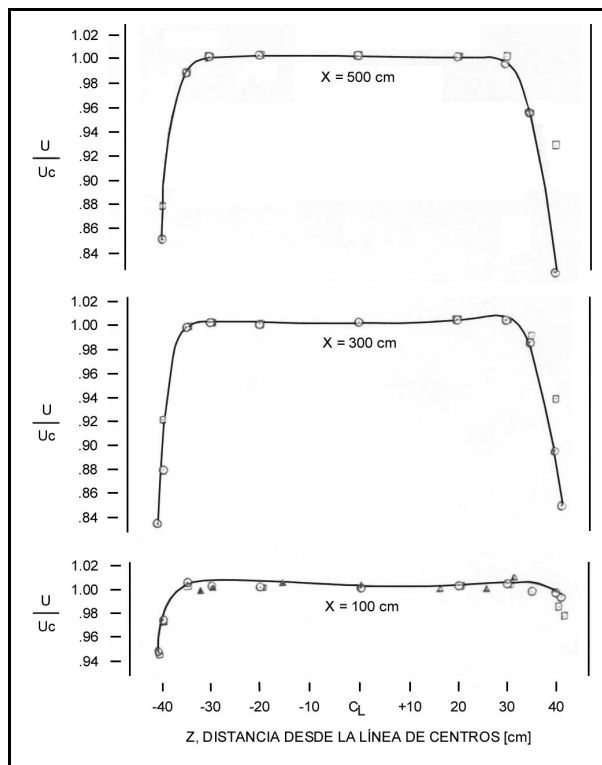 1.02
1.00
.98
.96
.94
.92
.90
.88
.86
.84
U
Uc
X = 500 cm
1.02
1.00
.98
.96
.94
.92
.90
.88
.86
.84
U
Uc
X = 300 cm
1.02
1.00
.98
.96
.94
U
Uc
X = 100 cm
-40 -30 -20 -10 CL +10 20 30 40
Z, DISTANCIA DESDE LA LÍNEA DE CENTROS [cm]